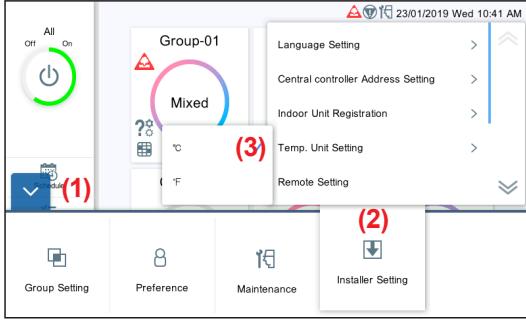 23/01/2019 Wed 10:41 AM
All
Off On
Group-01
Mixed
Language Setting
Central controller Address Setting
Indoor Unit Registration
Temp. Unit Setting
Remote Setting
(3)
°C
°F
Schedule
(1)
(2)
Group Setting
Preference
Maintenance
Installer Setting